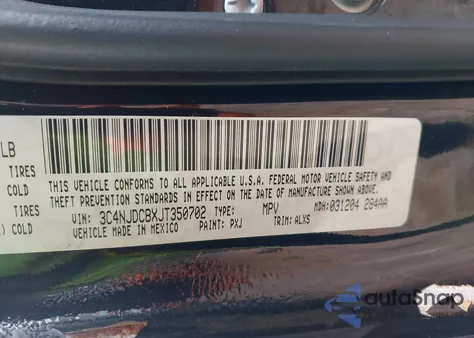 LB
TIRES
COLD
TIRES
) COLD
THIS VEHICLE CONFORMS TO ALL APPLICABLE U.S.A. FEDERAL MOTOR VEHICLE SAFETY AND
THEFT PREVENTION STANDARDS IN EFFECT ON THE DATE OF MANUFACTURE SHOWN ABOVE.
VIN: 3C4NJDCBXJT350702 TYPE: MPV MDH:031204 284AA
VEHICLE MADE IN MEXICO PAINT: PXJ TRIM: ALXS
autoSnap